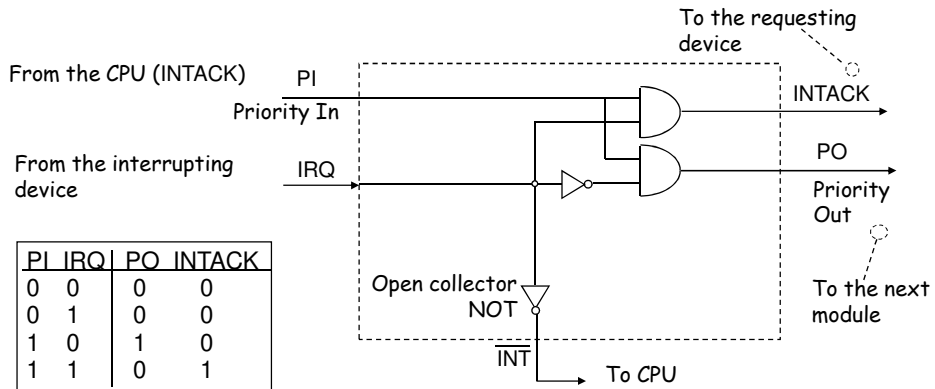 To the requesting
device
From the CPU (INTACK)
PI
INTACK
Priority In
From the interrupting
device
IRQ
PO
Priority
Out
PI IRQ PO INTACK
0 0 0 0
0 1 0 0
1 0 1 0
1 1 0 1
Open collector
NOT
To the next
module
INT
To CPU